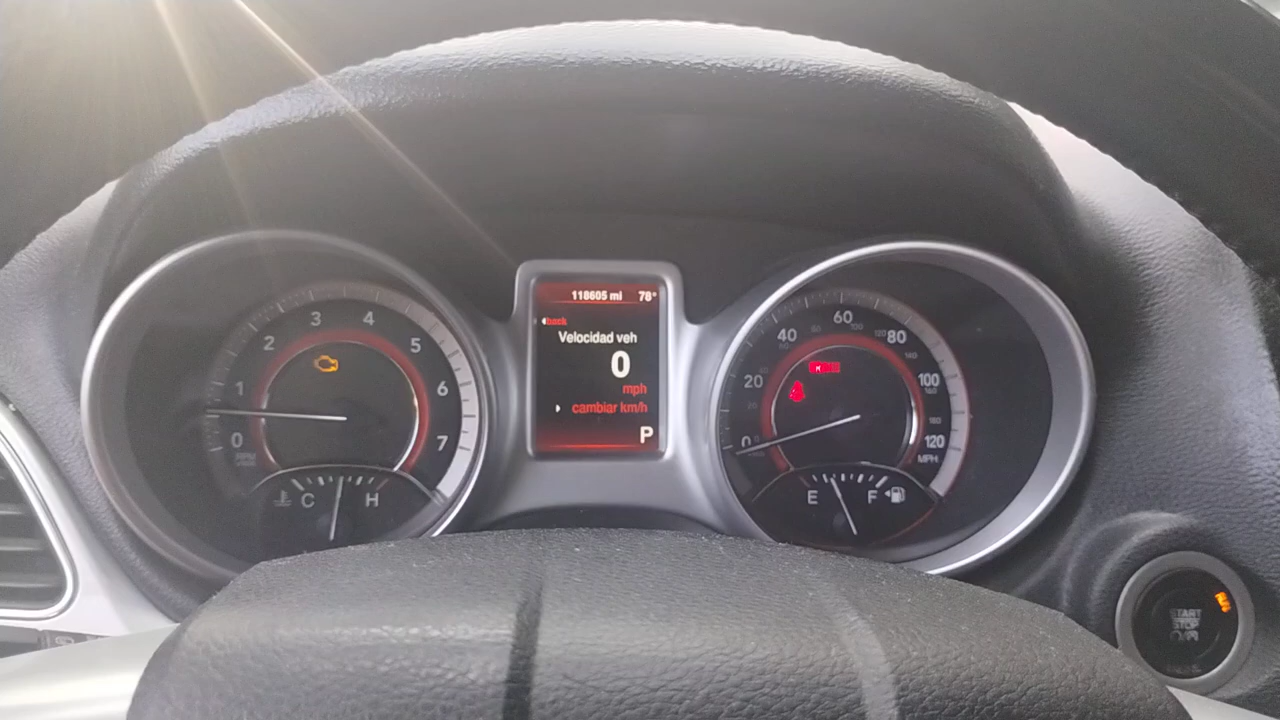 118605 mi 78°
back
Velocidad veh
0
mph
cambiar km/h
P
0 1 2 3 4 5 6 7
C H
0 20 40 60 80 100 120
MPH
E F
START
STOP